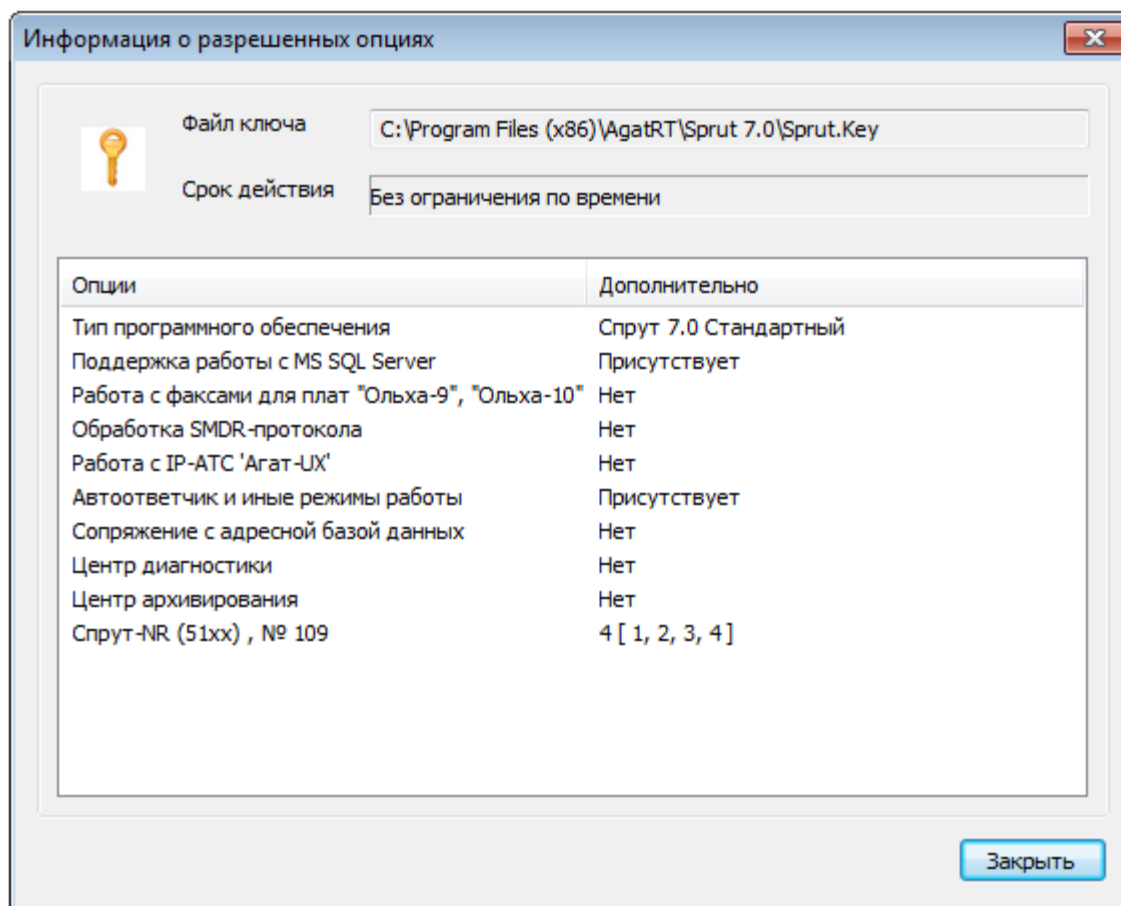 Информация о разрешенных опциях
Файл ключа C:\Program Files (x86)\AgatRT\Sprut 7.0\Sprut.Key
Срок действия Без ограничения по времени
Опции Дополнительно
Тип программного обеспечения Спрут 7.0 Стандартный
Поддержка работы с MS SQL Server Присутствует
Работа с факсами для плат "Ольха-9", "Ольха-10" Нет
Обработка SMDR-протокола Нет
Работа с IP-АТС 'Агат-UX' Нет
Автоответчик и иные режимы работы Присутствует
Сопряжение с адресной базой данных Нет
Центр диагностики Нет
Центр архивирования Нет
Спрут-NR (51xx) , № 109 4 [ 1, 2, 3, 4 ]
Закрыть